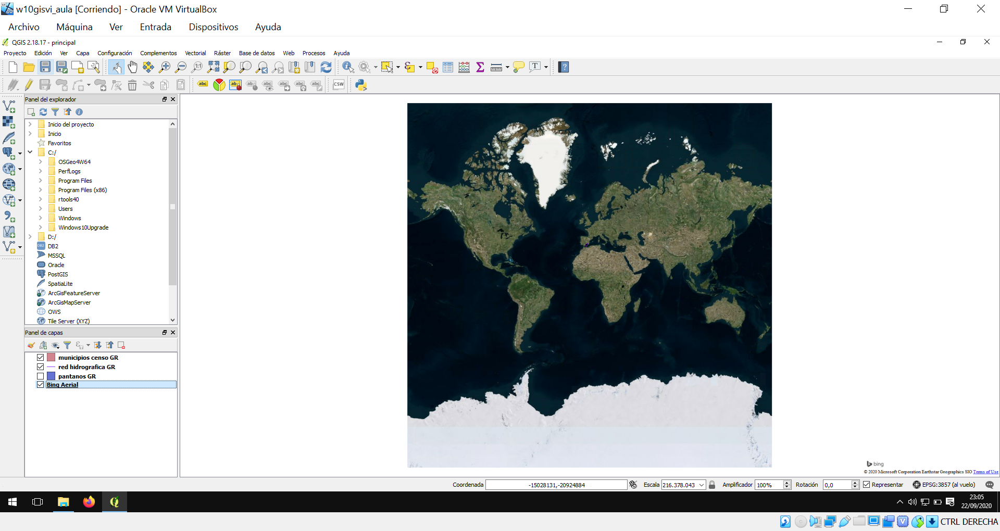 w10gisvi_aula [Corriendo] - Oracle VM VirtualBox
Archivo Máquina Ver Entrada Dispositivos Ayuda
QGIS 2.18.17 - principal
Proyecto Edición Ver Capa Configuración Complementos Vectorial Ráster Base de datos Web Procesos Ayuda
Panel del explorador
Inicio del proyecto
Inicio
Favoritos
C:/
OSGeo4W64
PerfLogs
Program Files
Program Files (x86)
rtools40
Users
Windows
Windows10Upgrade
D:/
DB2
MSSQL
Oracle
PostGIS
SpatiaLite
ArcGisFeatureServer
ArcGisMapServer
OWS
Tile Server (XYZ)
Panel de capas
municipios censo GR
red hidrografica GR
pantanos GR
Bing Aerial
bing
© 2020 Microsoft Corporation Earthstar Geographics SIO Terms of Use
Coordenada -15028131,-20924884 Escala 216.378.043 Amplificador 100% Rotación 0,0 Representar EPSG:3857 (al vuelo)
23:05
22/09/2020
CTRL DERECHA